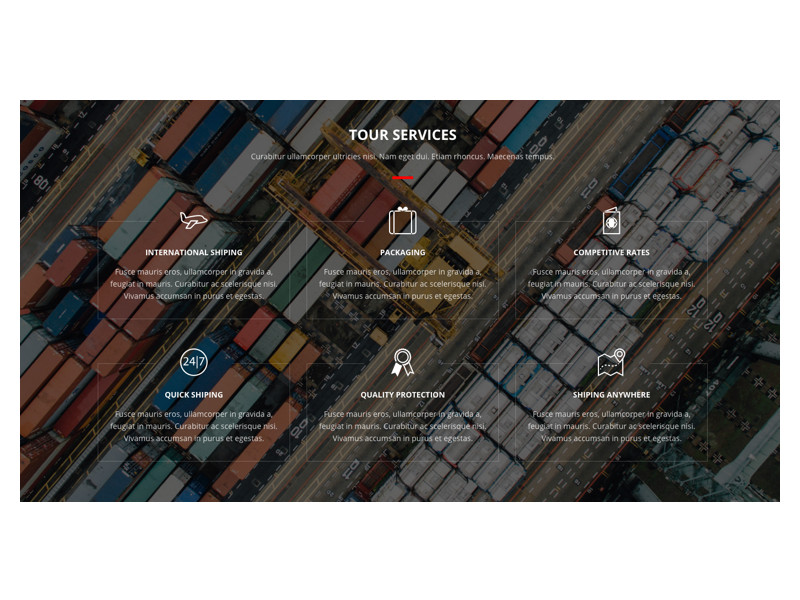 TOUR SERVICES
Curabitur ullamcorper ultricies nisi. Nam eget dui. Etiam rhoncus. Maecenas tempus.
INTERNATIONAL SHIPING
Fusce mauris eros, ullamcorper in gravida a,
feugiat in mauris. Curabitur ac scelerisque nisi.
Vivamus accumsan in purus et egestas.
PACKAGING
Fusce mauris eros, ullamcorper in gravida a,
feugiat in mauris. Curabitur ac scelerisque nisi.
Vivamus accumsan in purus et egestas.
COMPETITIVE RATES
Fusce mauris eros, ullamcorper in gravida a,
feugiat in mauris. Curabitur ac scelerisque nisi.
Vivamus accumsan in purus et egestas.
24|7
QUICK SHIPING
Fusce mauris eros, ullamcorper in gravida a,
feugiat in mauris. Curabitur ac scelerisque nisi.
Vivamus accumsan in purus et egestas.
QUALITY PROTECTION
Fusce mauris eros, ullamcorper in gravida a,
feugiat in mauris. Curabitur ac scelerisque nisi.
Vivamus accumsan in purus et egestas.
SHIPING ANYWHERE
Fusce mauris eros, ullamcorper in gravida a,
feugiat in mauris. Curabitur ac scelerisque nisi.
Vivamus accumsan in purus et egestas.